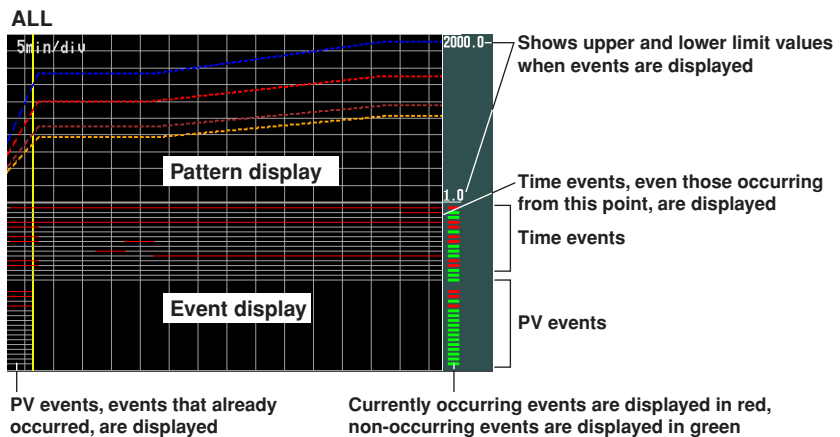 ALL
5min/div
2000.0
Shows upper and lower limit values
when events are displayed
Pattern display
1.0
Time events, even those occurring
from this point, are displayed
Time events
Event display
PV events
PV events, events that already
occurred, are displayed
Currently occurring events are displayed in red,
non-occurring events are displayed in green